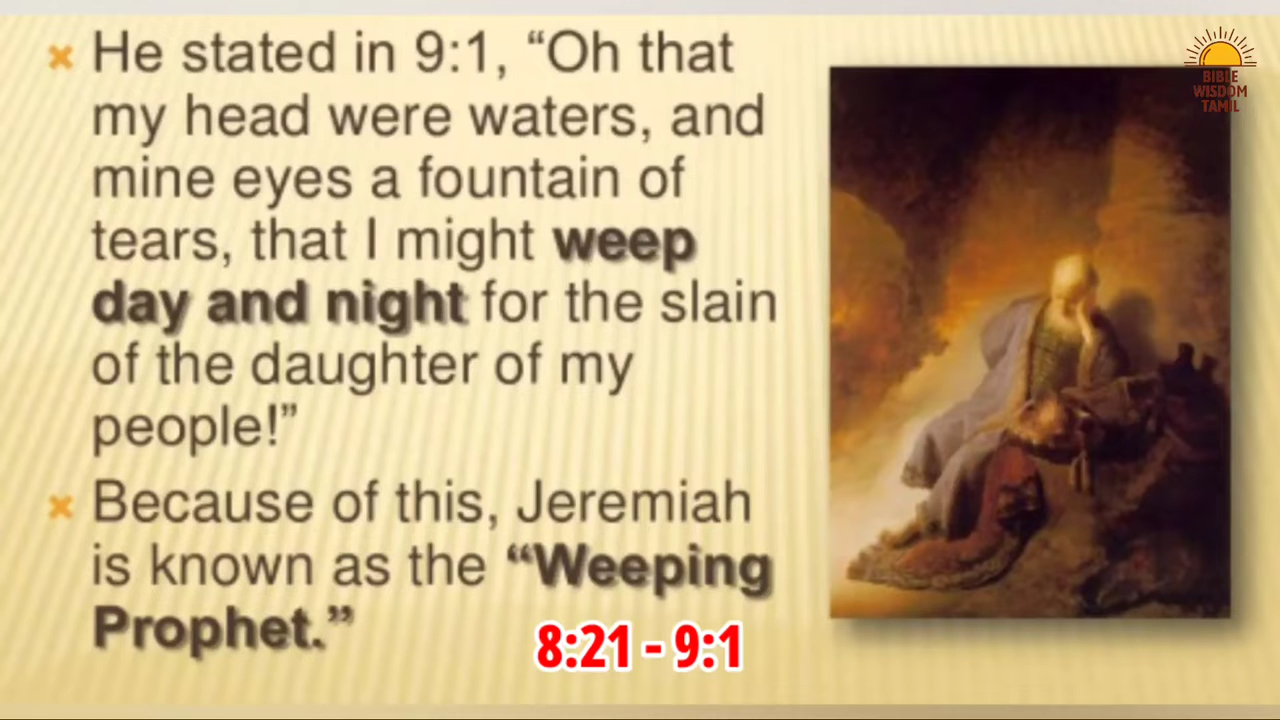 He stated in 9:1, “Oh that
my head were waters, and
mine eyes a fountain of
tears, that I might weep
day and night for the slain
of the daughter of my
people!”
Because of this, Jeremiah
is known as the “Weeping
Prophet.”
8:21 - 9:1
BIBLE
WISDOM
TAMIL